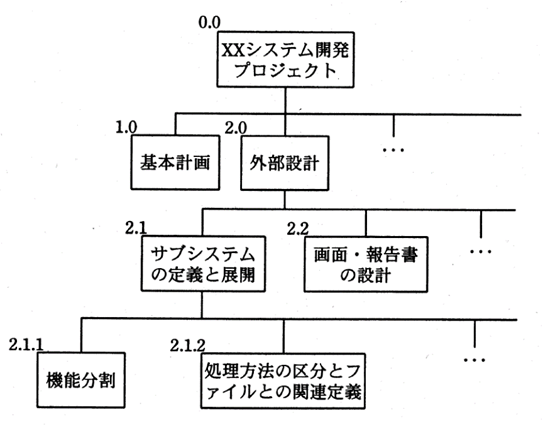 0.0
XXシステム開発
プロジェクト
1.0
基本計画
2.0
外部設計
…
2.1
サブシステム
の定義と展開
2.2
画面・報告書
の設計
…
2.1.1
機能分割
2.1.2
処理方法の区分とフ
ァイルとの関連定義
…